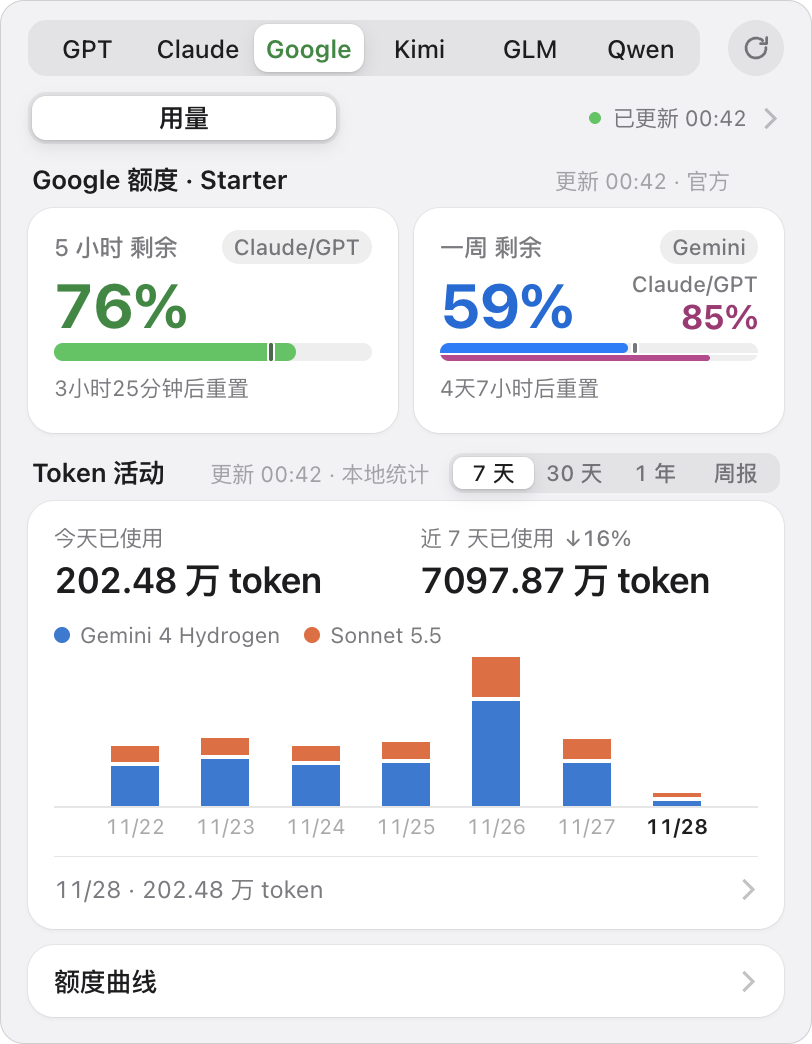 GPT Claude Google Kimi GLM Qwen
用量 已更新 00:42
Google 额度 · Starter 更新 00:42 · 官方
5 小时 剩余 Claude/GPT
76%
3小时25分钟后重置
一周 剩余 Gemini
59% Claude/GPT
85%
4天7小时后重置
Token 活动 更新 00:42 · 本地统计 7 天 30 天 1 年 周报
今天已使用 近 7 天已使用 ↓16%
202.48 万 token 7097.87 万 token
Gemini 4 Hydrogen Sonnet 5.5
11/22 11/23 11/24 11/25 11/26 11/27 11/28
11/28 · 202.48 万 token
额度曲线